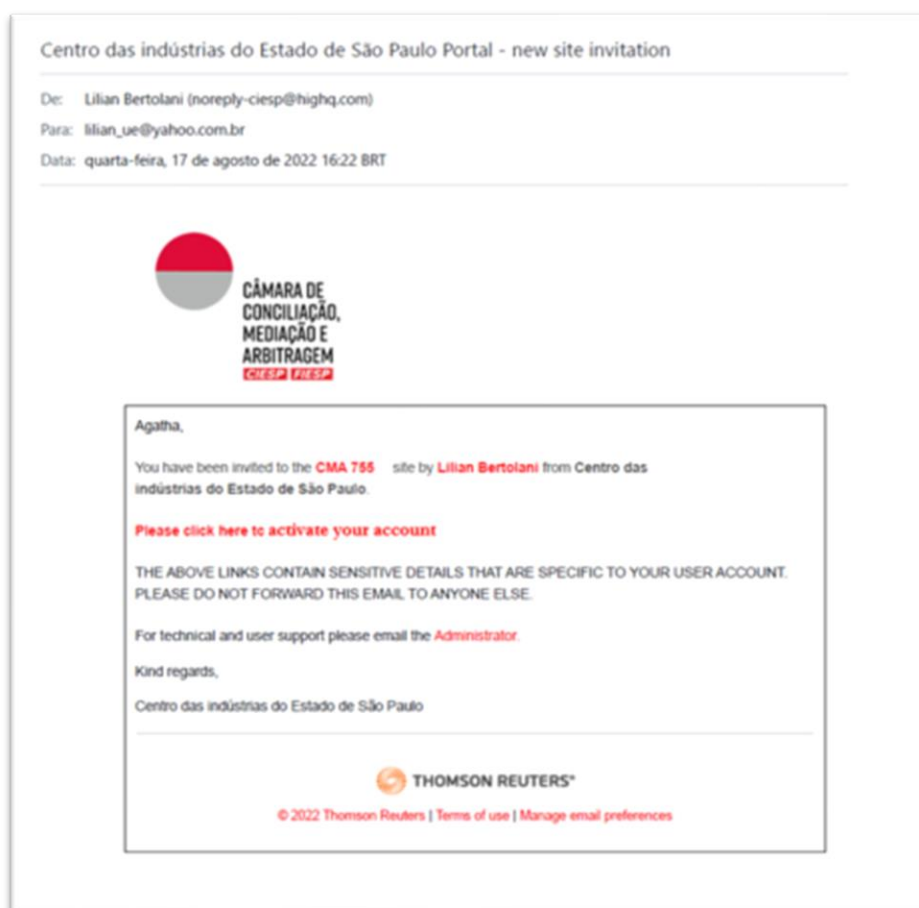 Centro das indústrias do Estado de São Paulo Portal - new site invitation
De: Lilian Bertolani (noreply-ciesp@highq.com)
Para: lilian_ue@yahoo.com.br
Data: quarta-feira, 17 de agosto de 2022 16:22 BRT
CÂMARA DE
CONCILIAÇÃO,
MEDIAÇÃO E
ARBITRAGEM
CIESP FIESP
Agatha,
You have been invited to the CMA 755 site by Lilian Bertolani from Centro das
indústrias do Estado de São Paulo.
Please click here to activate your account
THE ABOVE LINKS CONTAIN SENSITIVE DETAILS THAT ARE SPECIFIC TO YOUR USER ACCOUNT.
PLEASE DO NOT FORWARD THIS EMAIL TO ANYONE ELSE.
For technical and user support please email the Administrator.
Kind regards,
Centro das indústrias do Estado de São Paulo
THOMSON REUTERS®
© 2022 Thomson Reuters | Terms of use | Manage email preferences